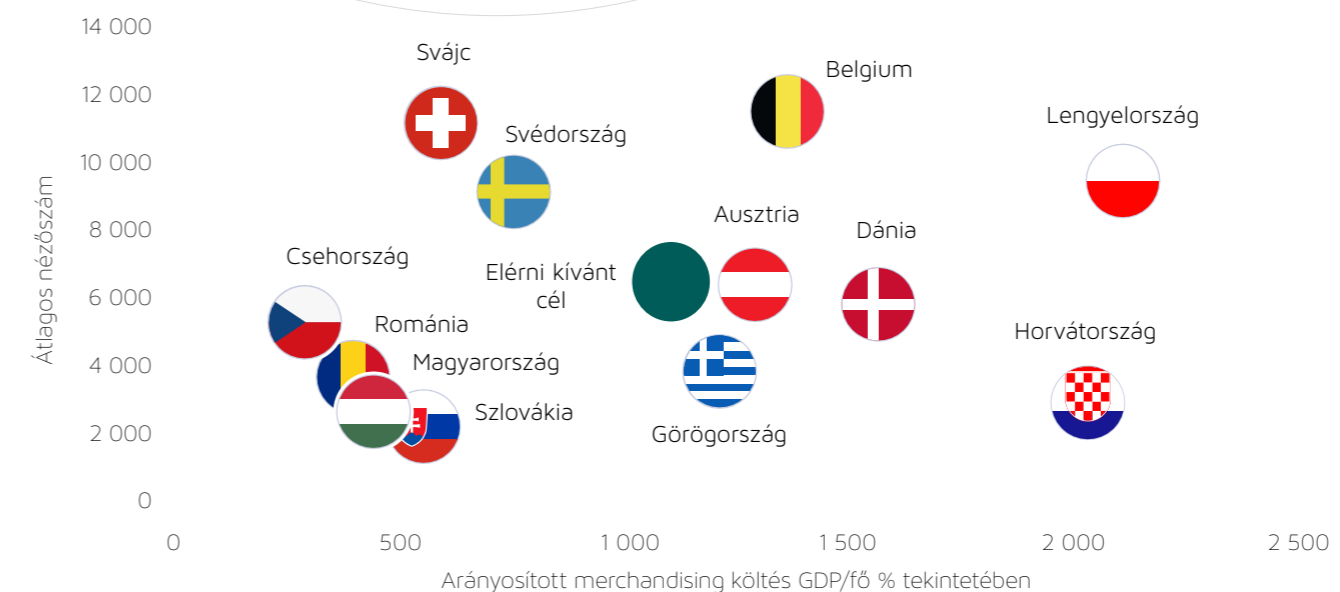 14 000
12 000
10 000
8 000
6 000
4 000
2 000
0
Átlagos nézőszám
Svájc
Belgium
Lengyelország
Svédország
Ausztria
Dánia
Csehország
Elérni kívánt
cél
Románia
Horvátország
Magyarország
Szlovákia
Görögország
0
500
1 000
1 500
2 000
2 500
Arányosított merchandising költés GDP/fő % tekintetében